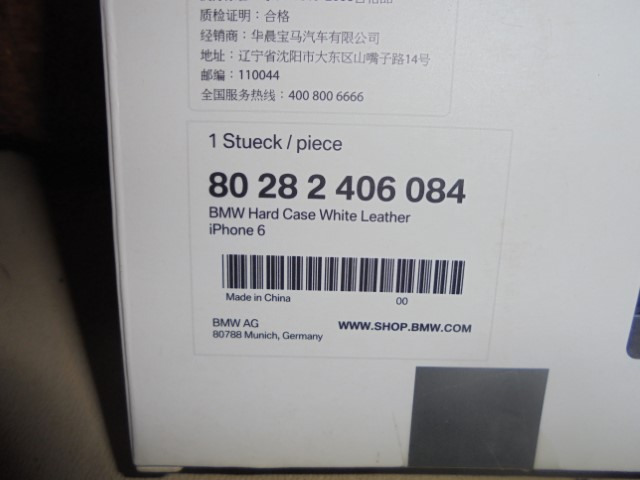 质检证明：合格
经销商：华晨宝马汽车有限公司
地址：辽宁省沈阳市大东区山嘴子路14号
邮编：110044
全国服务热线：400 800 6666
1 Stueck / piece
80 28 2 406 084
BMW Hard Case White Leather
iPhone 6
Made in China 00
BMW AG
80788 Munich, Germany
WWW.SHOP.BMW.COM